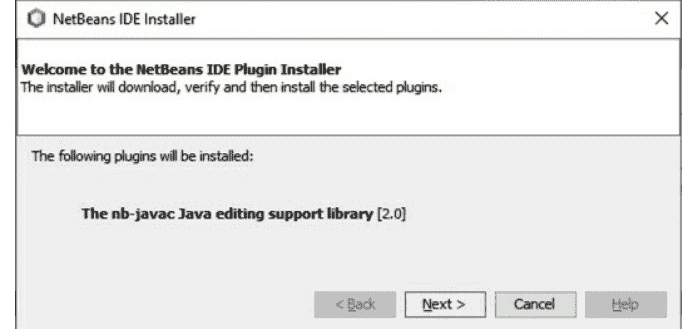 NetBeans IDE Installer
Welcome to the NetBeans IDE Plugin Installer
The installer will download, verify and then install the selected plugins.
The following plugins will be installed:
The nb-javac Java editing support library [2.0]
< Back Next > Cancel Help